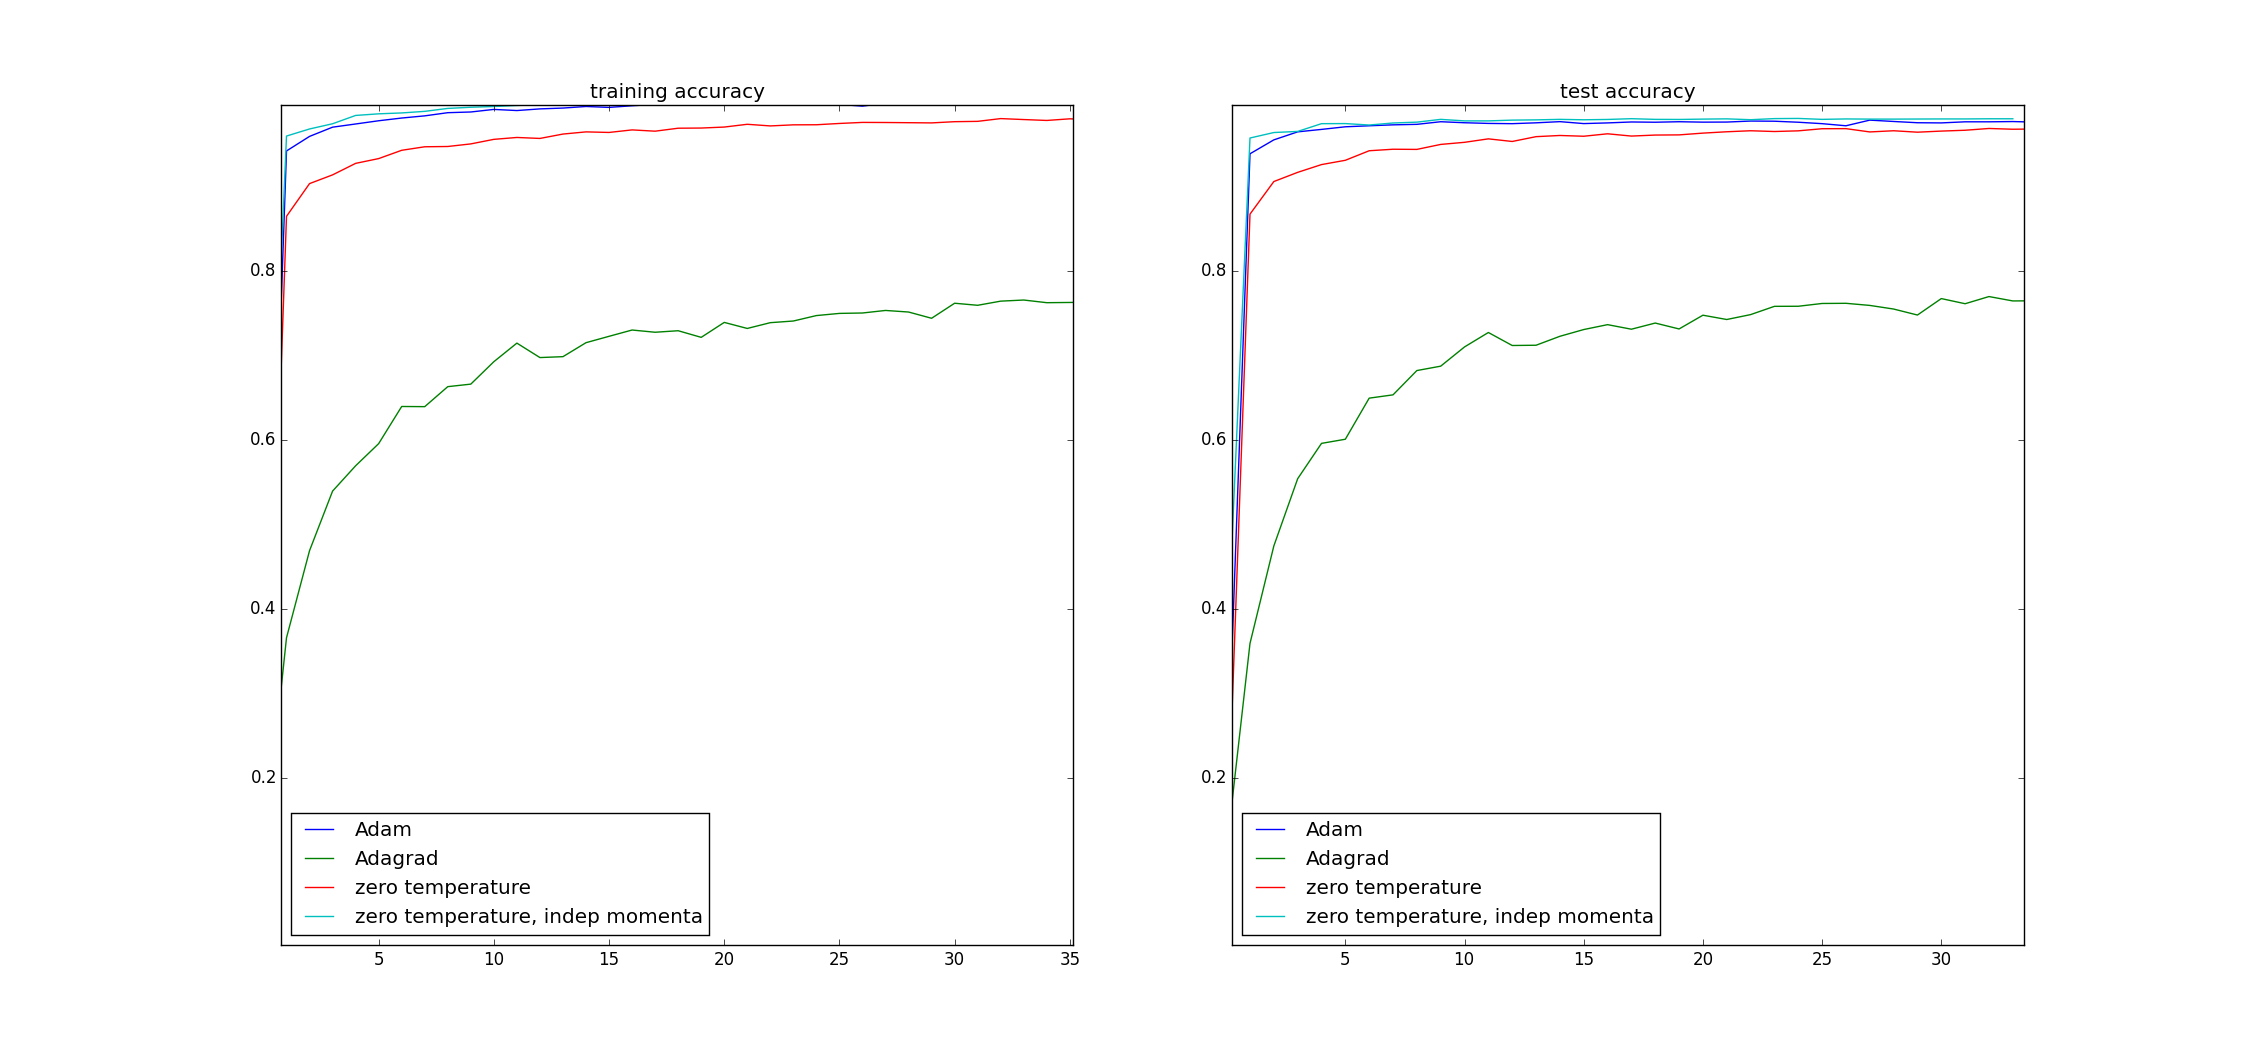 training accuracy
0.8
0.6
0.4
0.2
Adam
Adagrad
zero temperature
zero temperature, indep momenta
5 10 15 20 25 30 35
test accuracy
0.8
0.6
0.4
0.2
Adam
Adagrad
zero temperature
zero temperature, indep momenta
5 10 15 20 25 30